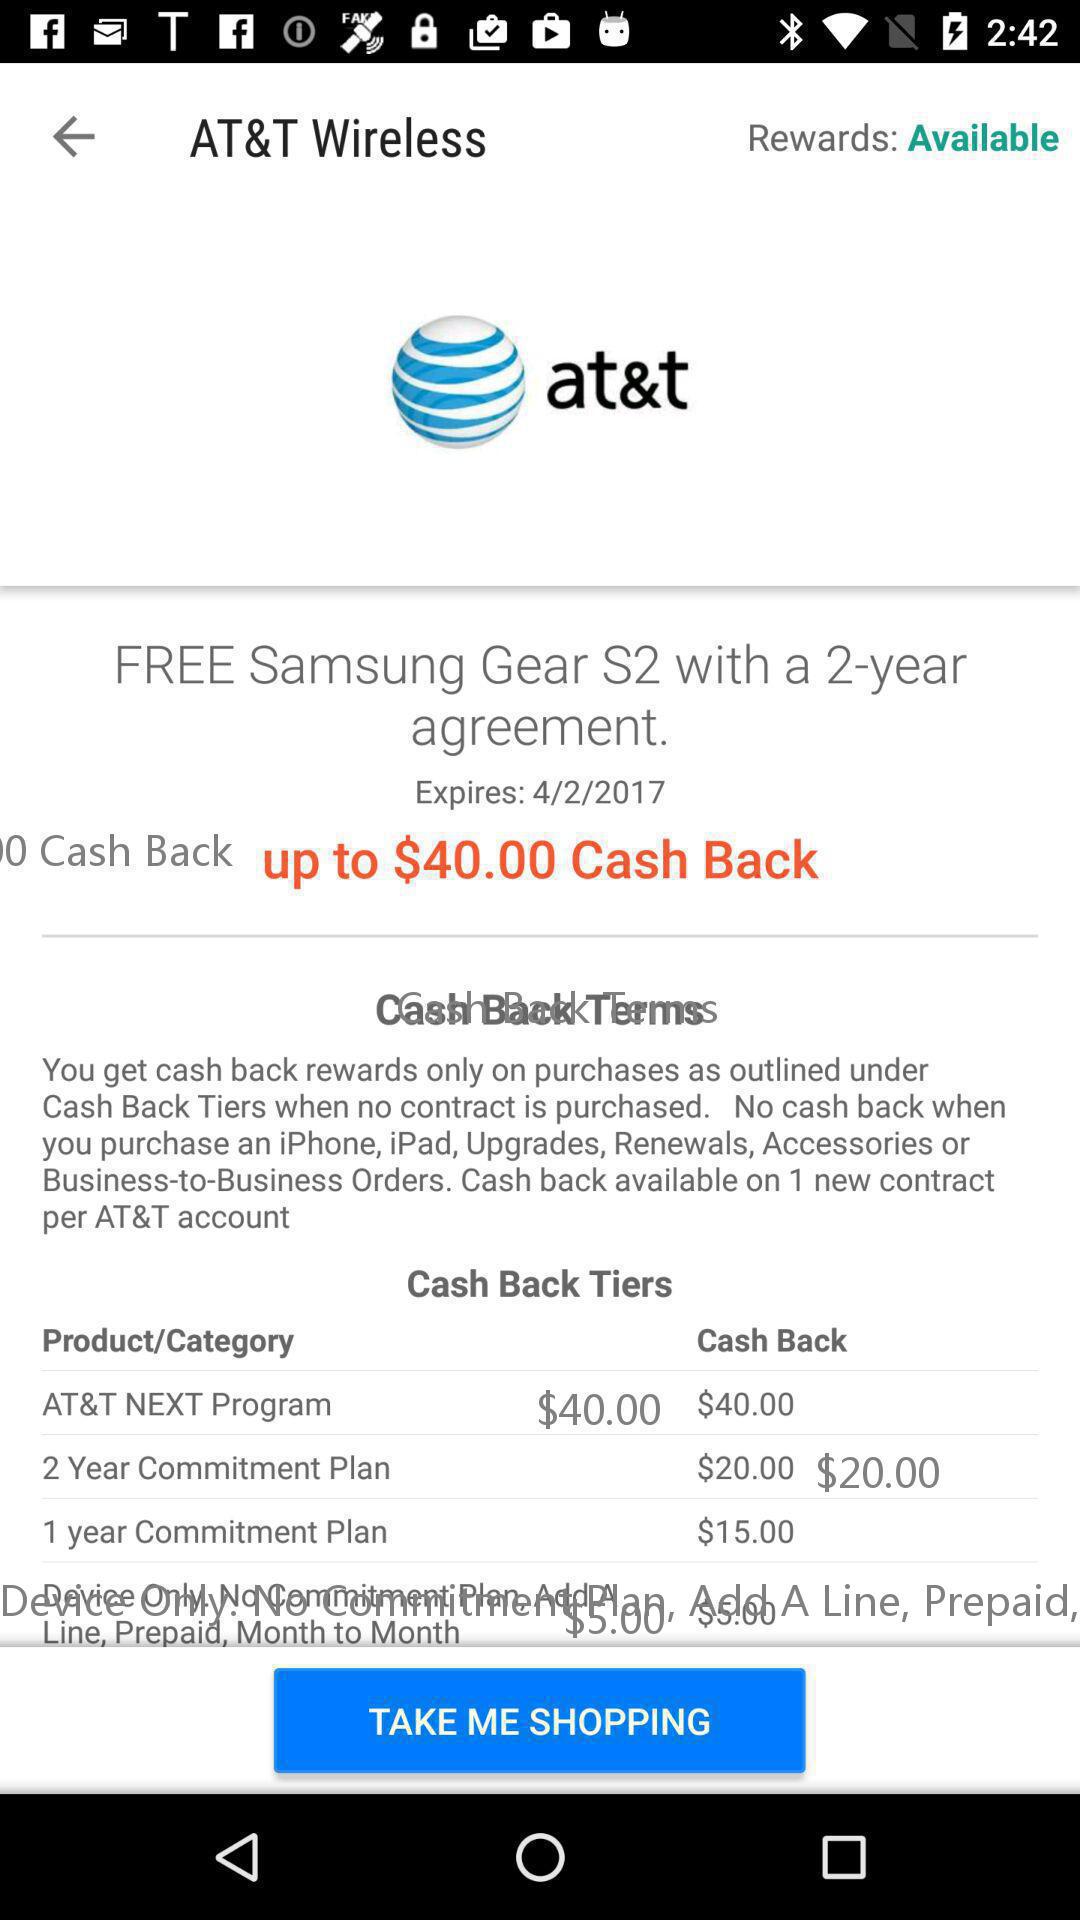 FAKE
2:42
AT&T Wireless
Rewards: Available
at&t
FREE Samsung Gear S2 with a 2-year
agreement.
Expires: 4/2/2017
00 Cash Back
up to $40.00 Cash Back
Cash Back Terms
Cash Back Terms
You get cash back rewards only on purchases as outlined under
Cash Back Tiers when no contract is purchased. No cash back when
you purchase an iPhone, iPad, Upgrades, Renewals, Accessories or
Business-to-Business Orders. Cash back available on 1 new contract
per AT&T account
Cash Back Tiers
Product/Category Cash Back
AT&T NEXT Program $40.00 $40.00
2 Year Commitment Plan $20.00 $20.00
1 year Commitment Plan $15.00
Device Only: No Commitment Plan, Add A
Device Only: No Commitment Plan, Add A Line, Prepaid,
$5.00 $5.00
Line, Prepaid, Month to Month
TAKE ME SHOPPING